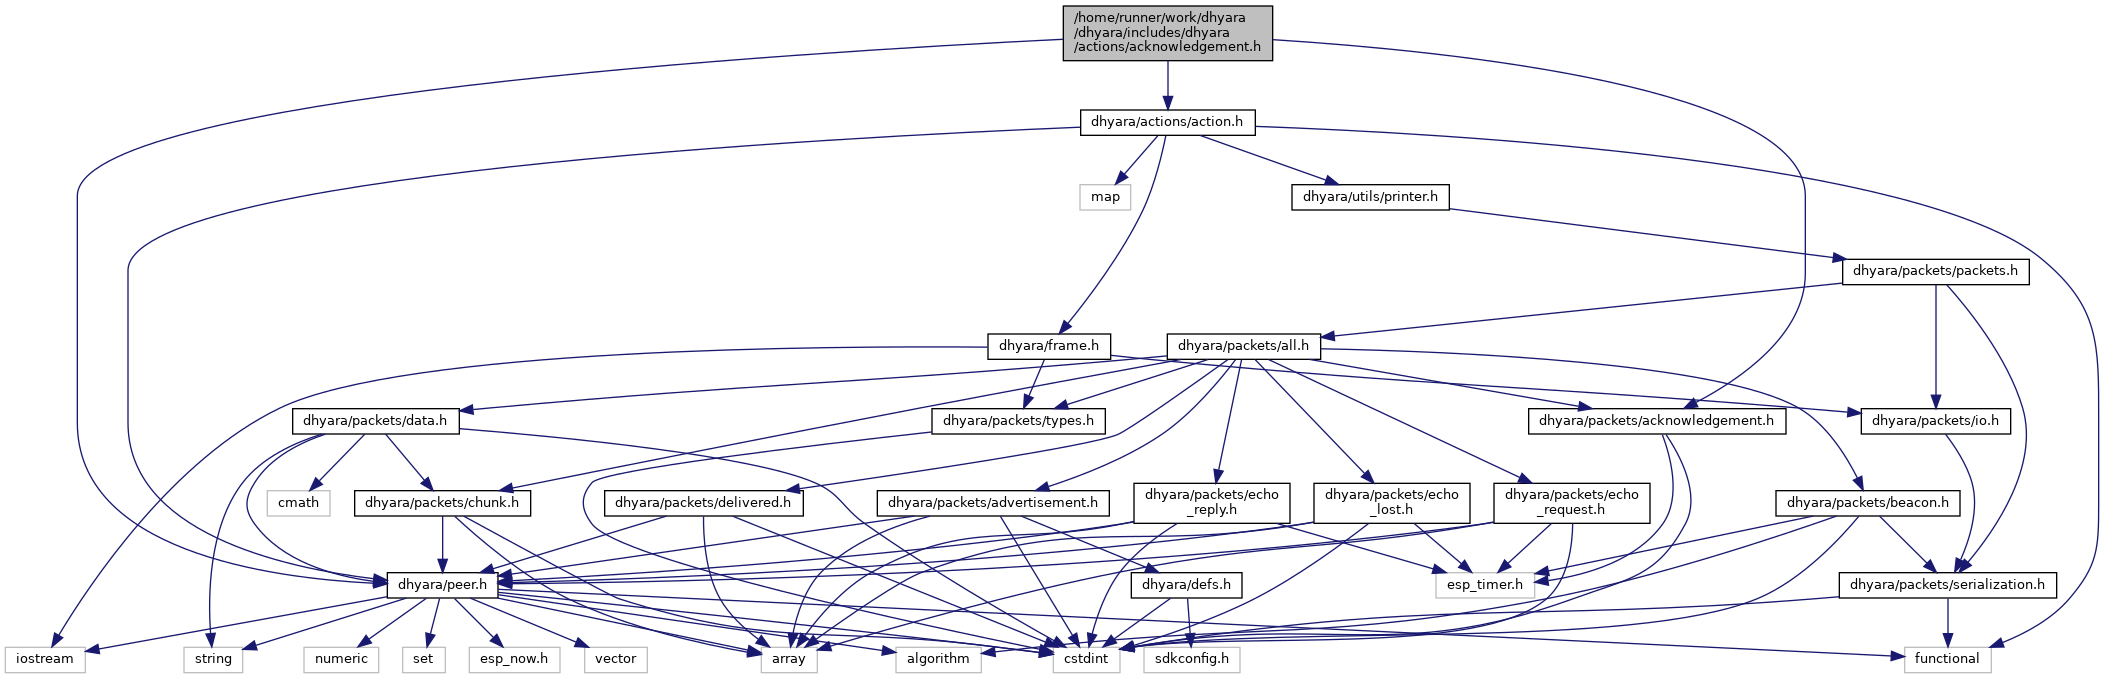 /home/runner/work/dhyara
/dhyara/includes/dhyara
/actions/acknowledgement.h
dhyara/actions/action.h
map
dhyara/utils/printer.h
dhyara/packets/packets.h
dhyara/frame.h
dhyara/packets/all.h
dhyara/packets/data.h
dhyara/packets/types.h
dhyara/packets/acknowledgement.h
dhyara/packets/io.h
cmath
dhyara/packets/chunk.h
dhyara/packets/delivered.h
dhyara/packets/advertisement.h
dhyara/packets/echo
_reply.h
dhyara/packets/echo
_lost.h
dhyara/packets/echo
_request.h
dhyara/packets/beacon.h
dhyara/peer.h
dhyara/defs.h
esp_timer.h
dhyara/packets/serialization.h
iostream
string
numeric
set
esp_now.h
vector
array
algorithm
cstdint
sdkconfig.h
functional